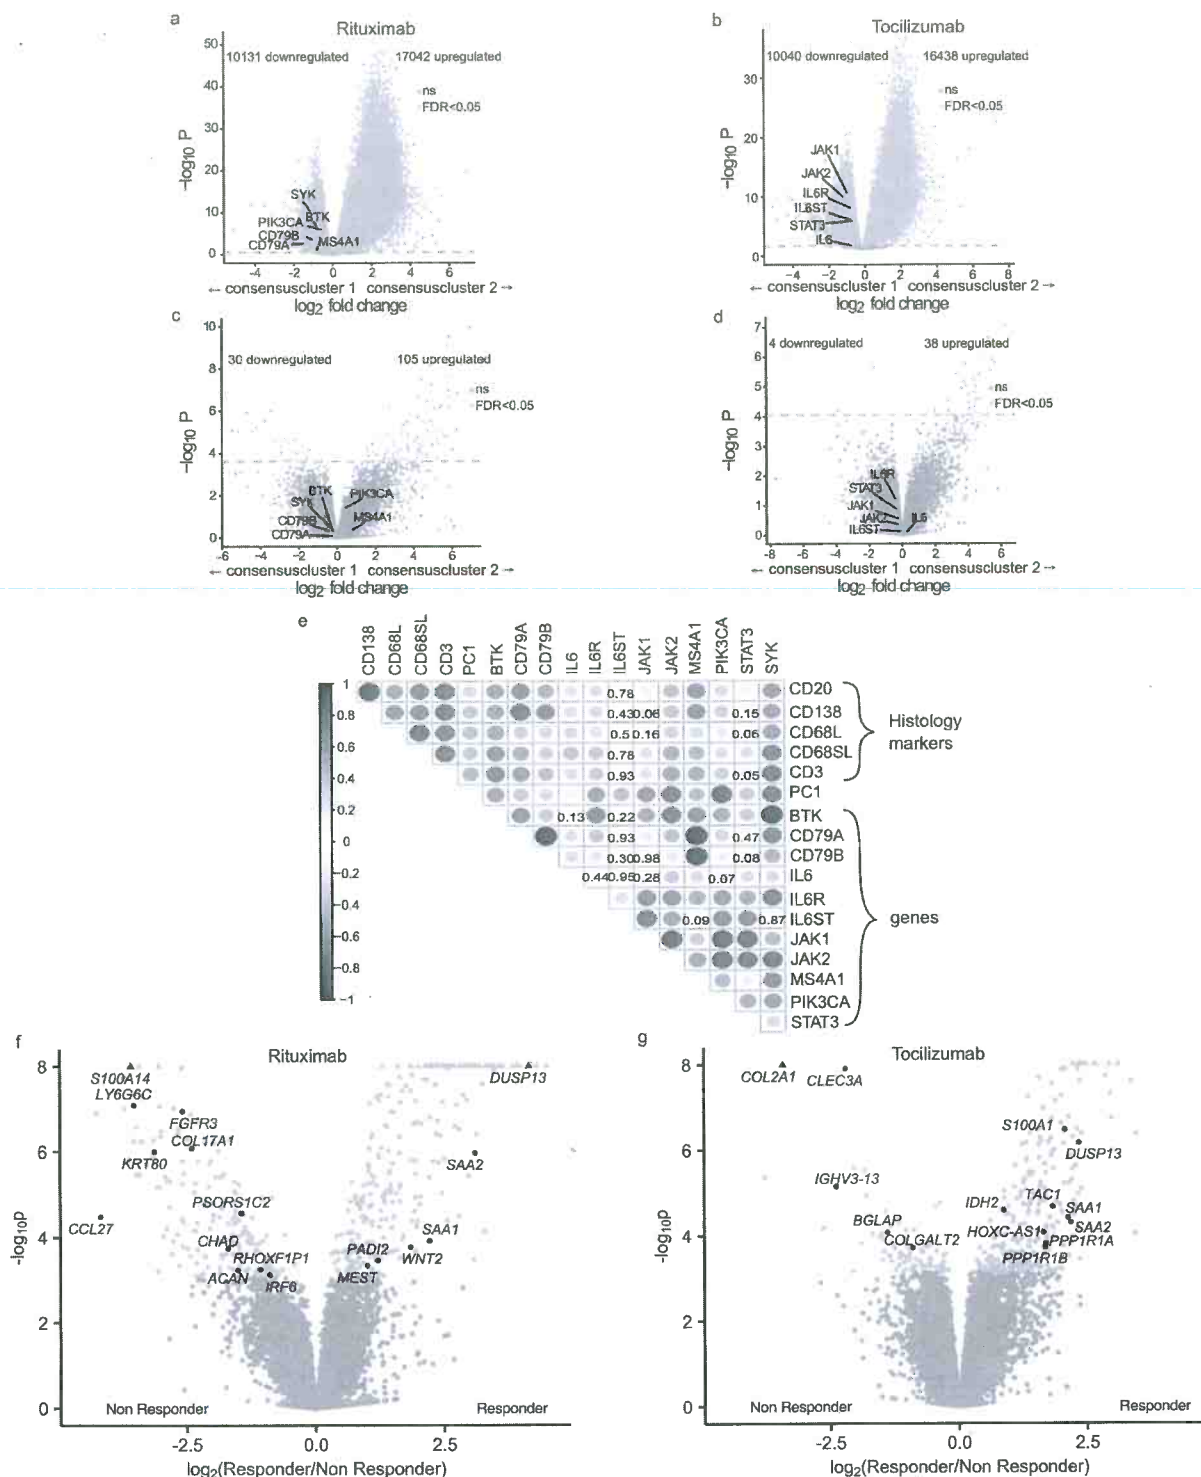 a
Rituximab
10131 downregulated 17042 upregulated
ns
FDR<0.05
50
40
30
20
10
0
−log10 P
SYK
BTK
PIK3CA
CD79B
CD79A
MS4A1
-4 -2 0 2 4 6
← consensuscluster 1 consensuscluster 2 →
log2 fold change
b
Tocilizumab
10040 downregulated 16438 upregulated
ns
FDR<0.05
30
20
10
0
−log10 P
JAK1
JAK2
IL6R
IL6ST
STAT3
IL6
-4 -2 0 2 4 6 8
← consensuscluster 1 consensuscluster 2 →
log2 fold change
c
30 downregulated 105 upregulated
ns
FDR<0.05
10
8
6
4
2
0
−log10 P
BTK
SYK
CD79B
CD79A
PIK3CA
MS4A1
-6 -4 -2 0 2 4 6
← consensuscluster 1 consensuscluster 2 →
log2 fold change
d
4 downregulated 38 upregulated
ns
FDR<0.05
7
6
5
4
3
2
1
0
−log10 P
IL6R
STAT3
JAK1
JAK2
IL6ST
IL6
-8 -6 -4 -2 0 2 4 6
← consensuscluster 1 consensuscluster 2 →
log2 fold change
e
CD138 CD68L CD68SL CD3 PC1 BTK CD79A CD79B IL6 IL6R IL6ST JAK1 JAK2 MS4A1 PIK3CA STAT3 SYK
1
0.8
0.6
0.4
0.2
0
−0.2
−0.4
−0.6
−0.8
−1
0.78 CD20
0.43 0.06 0.15 CD138
0.5 0.16 0.06 CD68L
0.78 CD68SL
0.93 0.05 CD3
PC1
0.13 0.22 BTK
0.93 0.47 CD79A
0.30 0.98 0.08 CD79B
0.44 0.95 0.28 0.07 IL6
IL6R
0.09 0.87 IL6ST
JAK1
JAK2
MS4A1
PIK3CA
STAT3
Histology
markers
genes
f
Rituximab
8
6
4
2
0
-log10p
S100A14
LY6G6C
FGFR3
COL17A1
KRT80
PSORS1C2
CCL27
CHAD
RHOXF1P1
ACAN
IRF6
DUSP13
SAA2
SAA1
PADI2
WNT2
MEST
Non Responder Responder
-2.5 0.0 2.5
log2(Responder/Non Responder)
g
Tocilizumab
8
6
4
2
0
-log10p
COL2A1
CLEC3A
S100A1
DUSP13
IGHV3-13
TAC1
IDH2
SAA1
SAA2
BGLAP
HOXC-AS1
COLGALT2
PPP1R1A
PPP1R1B
Non Responder Responder
-2.5 0.0 2.5
log2(Responder/Non Responder)